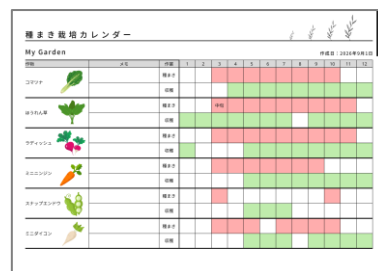 種まき栽培カレンダー
My Garden
作成日：2026年9月1日
作物 メモ 作業 1 2 3 4 5 6 7 8 9 10 11 12
コマツナ 種まき
収穫
ほうれん草 種まき
収穫
ラディッシュ 種まき
収穫
ミニニンジン 種まき
収穫
スナップエンドウ 種まき
収穫
ミニダイコン 種まき
収穫